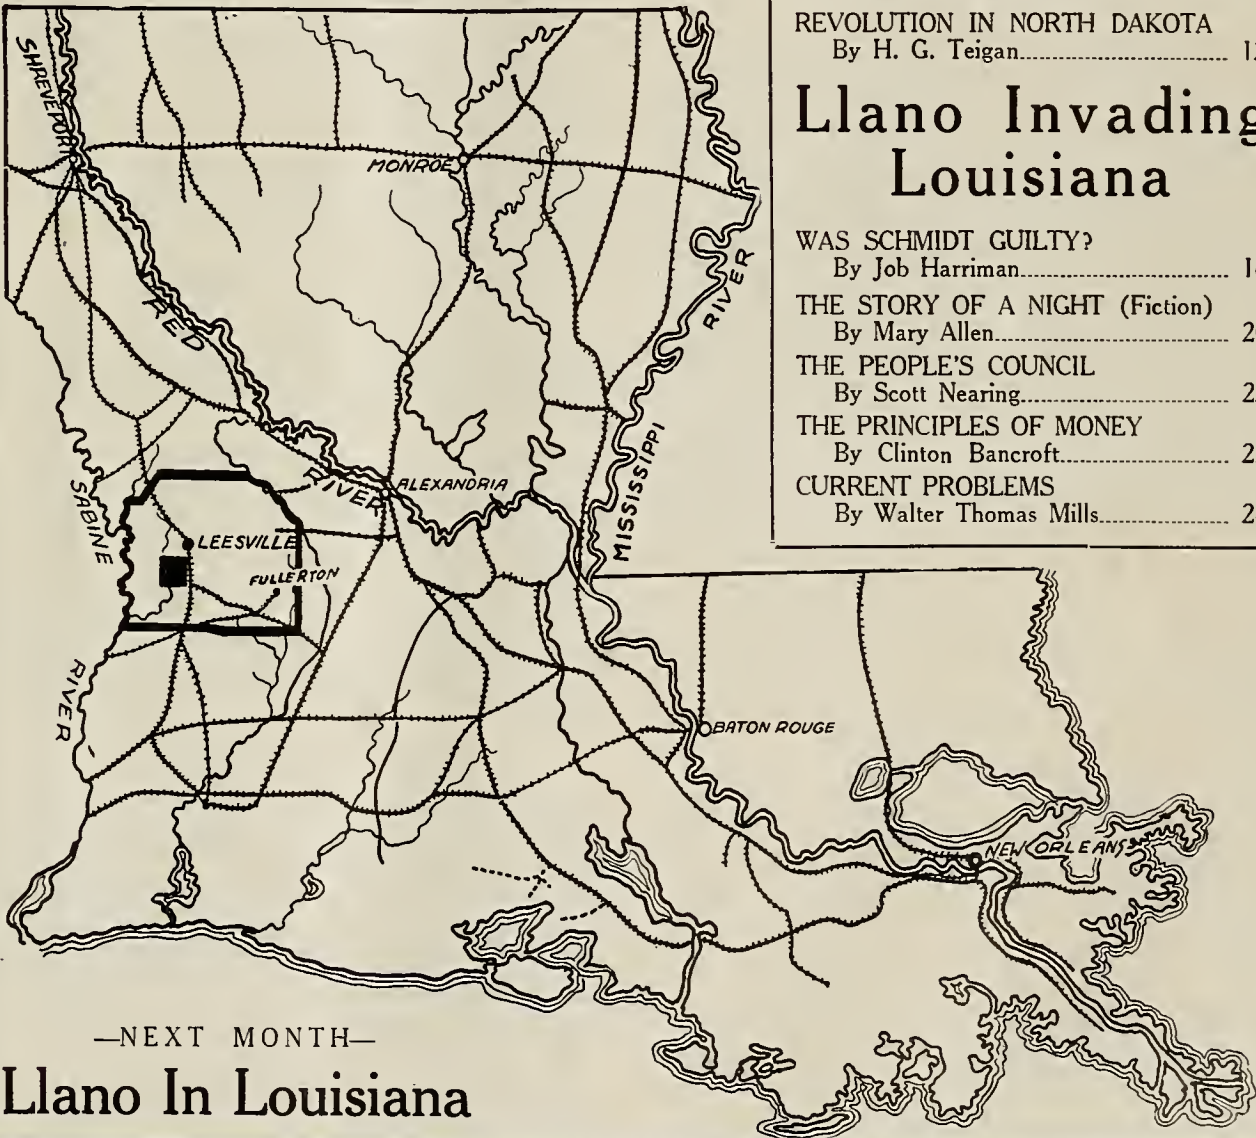 REVOLUTION IN NORTH DAKOTA
By H. G. Teigan
Llano Invading
Louisiana
WAS SCHMIDT GUILTY?
By Job Harriman
THE STORY OF A NIGHT (Fiction)
By Mary Allen
THE PEOPLE'S COUNCIL
By Scott Nearing
THE PRINCIPLES OF MONEY
By Clinton Bancroft
CURRENT PROBLEMS
By Walter Thomas Mills
SHREVEPORT
MONROE
RED
RIVER
MISSISSIPPI
RIVER
ALEXANDRIA
SABINE
RIVER
LEESVILLE
FULLERTON
BATON ROUGE
NEW ORLEANS
—NEXT MONTH—
Llano In Louisiana